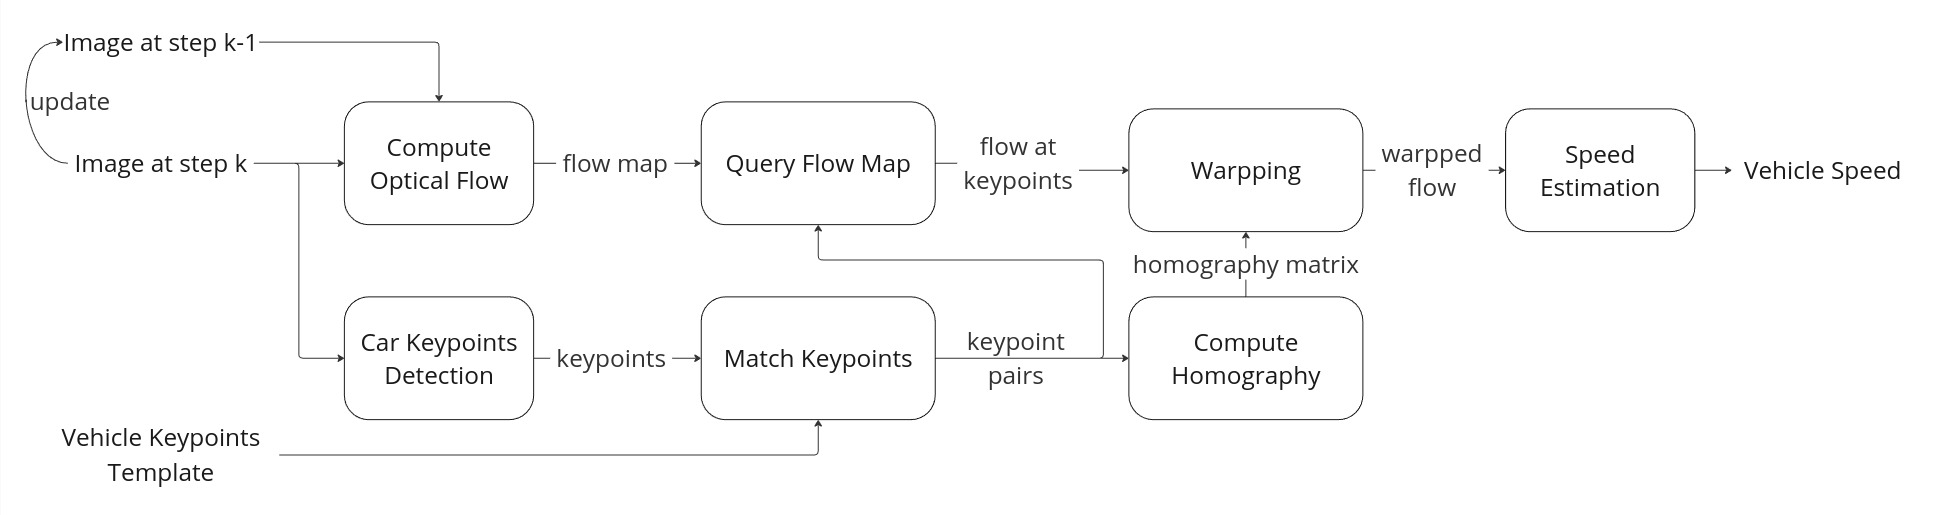 Image at step k-1
update
Image at step k
Compute
Optical Flow
flow map
Query Flow Map
flow at
keypoints
Warpping
warpped
flow
Speed
Estimation
Vehicle Speed
homography matrix
Car Keypoints
Detection
keypoints
Match Keypoints
keypoint
pairs
Compute
Homography
Vehicle Keypoints
Template